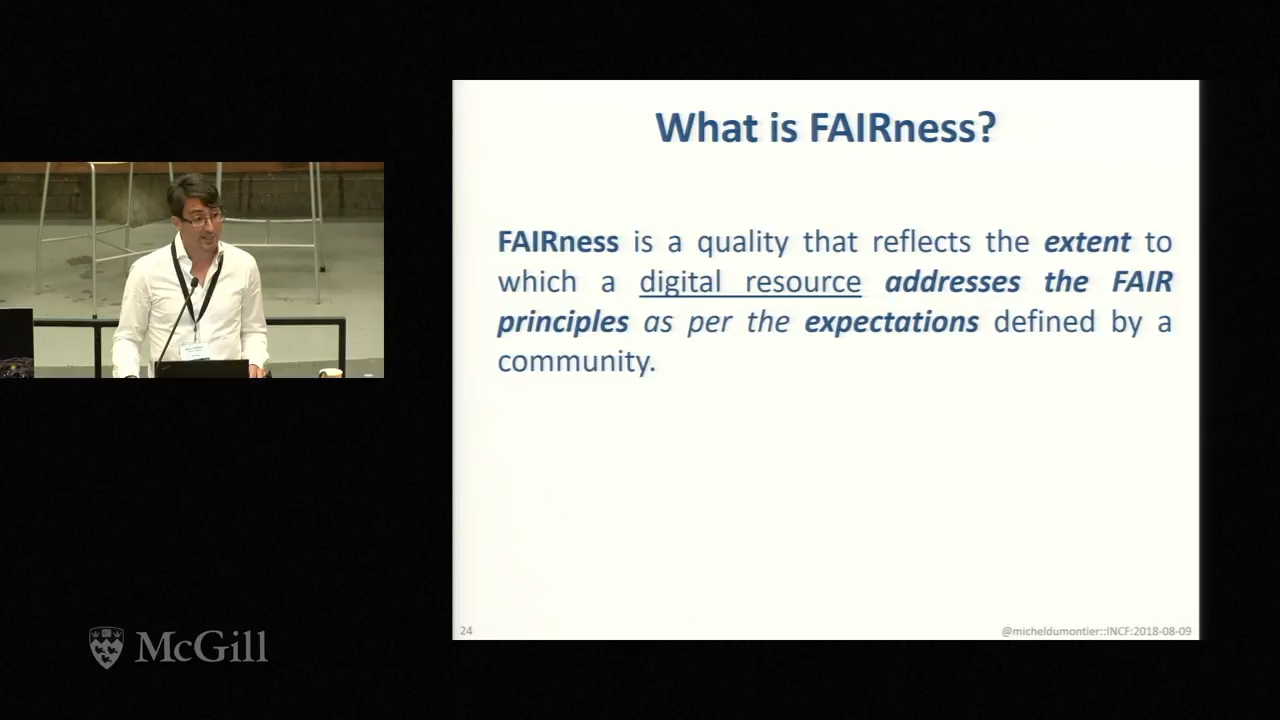 What is FAIRness?
FAIRness is a quality that reflects the extent to
which a digital resource addresses the FAIR
principles as per the expectations defined by a
community.
24
@micheldumontier::INCF:2018-08-09
McGill